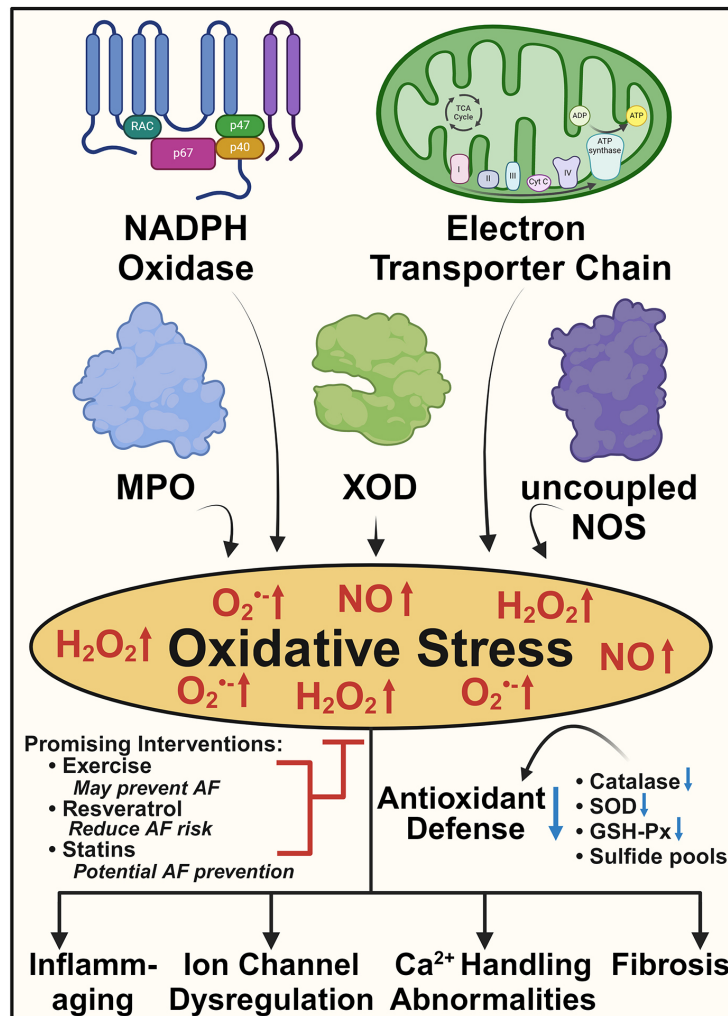 RAC
p47
p67
p40
TCA
Cycle
ADP
ATP
ATP
synthase
I
II
III
Cyt C
IV
NADPH
Oxidase
Electron
Transporter Chain
MPO
XOD
uncoupled
NOS
O₂•-↑
NO↑
H₂O₂↑
H₂O₂↑
Oxidative Stress
NO↑
O₂•-↑
H₂O₂↑
O₂•-↑
Promising Interventions:
• Exercise
May prevent AF
• Resveratrol
Reduce AF risk
• Statins
Potential AF prevention
Antioxidant
Defense
• Catalase↓
• SOD↓
• GSH-Px↓
• Sulfide pools
Inflamm-
aging
Ion Channel
Dysregulation
Ca²⁺ Handling
Abnormalities
Fibrosis